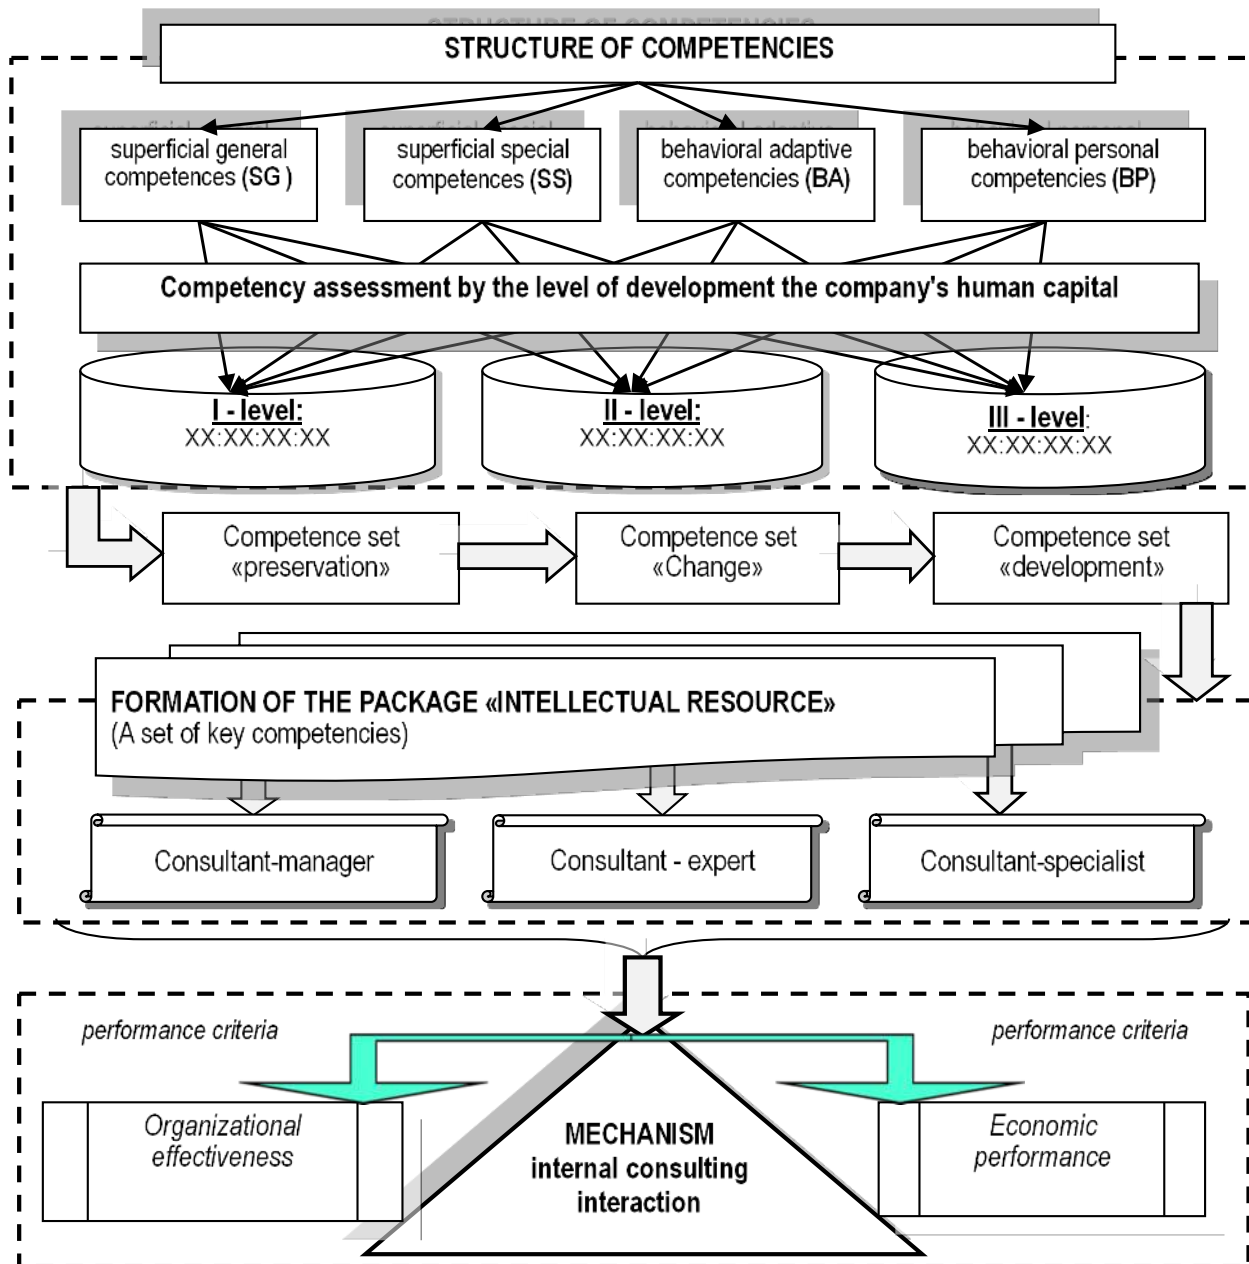 STRUCTURE OF COMPETENCIES
superficial general
competences (SG )
superficial special
competences (SS)
behavioral adaptive
competencies (BA)
behavioral personal
competencies (BP)
Competency assessment by the level of development the company's human capital
I - level:
XX:XX:XX:XX
II - level:
XX:XX:XX:XX
III - level:
XX:XX:XX:XX
Competence set
«preservation»
Competence set
«Change»
Competence set
«development»
FORMATION OF THE PACKAGE «INTELLECTUAL RESOURCE»
(A set of key competencies)
Consultant-manager
Consultant - expert
Consultant-specialist
performance criteria
performance criteria
Organizational
effectiveness
MECHANISM
internal consulting
interaction
Economic
performance